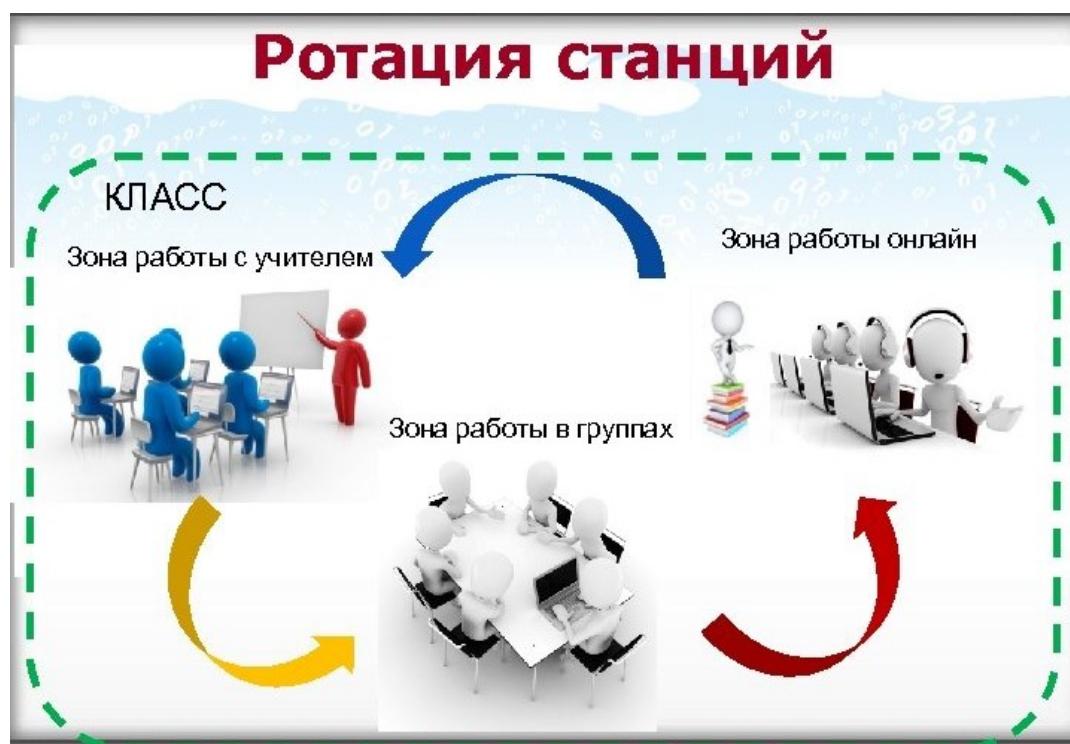 Ротация станций
КЛАСС
Зона работы с учителем
Зона работы онлайн
Зона работы в группах